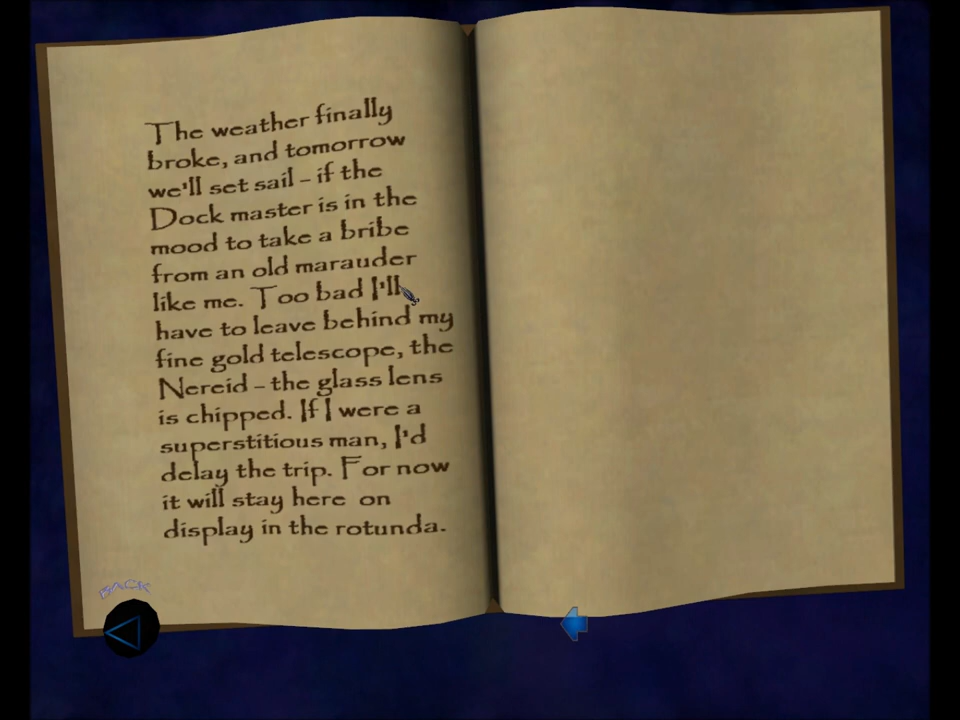 The weather finally
broke, and tomorrow
we'll set sail - if the
Dock master is in the
mood to take a bribe
from an old marauder
like me. Too bad I'll
have to leave behind my
fine gold telescope, the
Nereid - the glass lens
is chipped. If I were a
superstitious man, I'd
delay the trip. For now
it will stay here on
display in the rotunda.
BACK